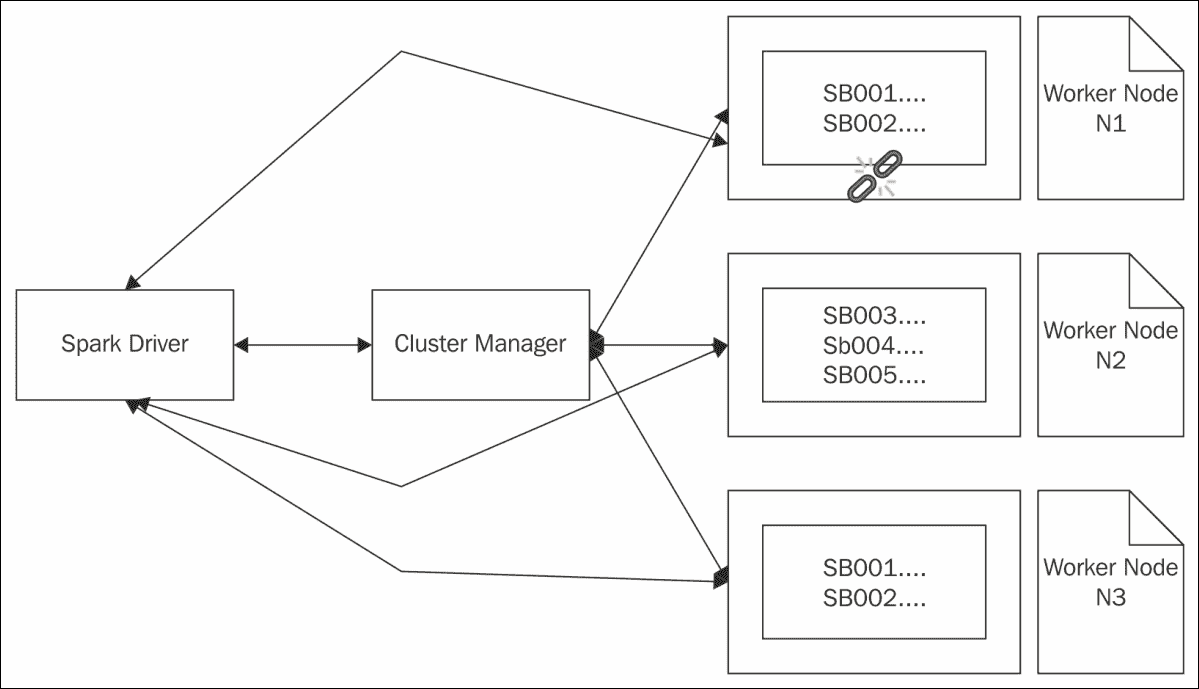 SB001....
SB002....
Worker Node
N1
Spark Driver
Cluster Manager
SB003....
Sb004....
SB005....
Worker Node
N2
SB001....
SB002....
Worker Node
N3